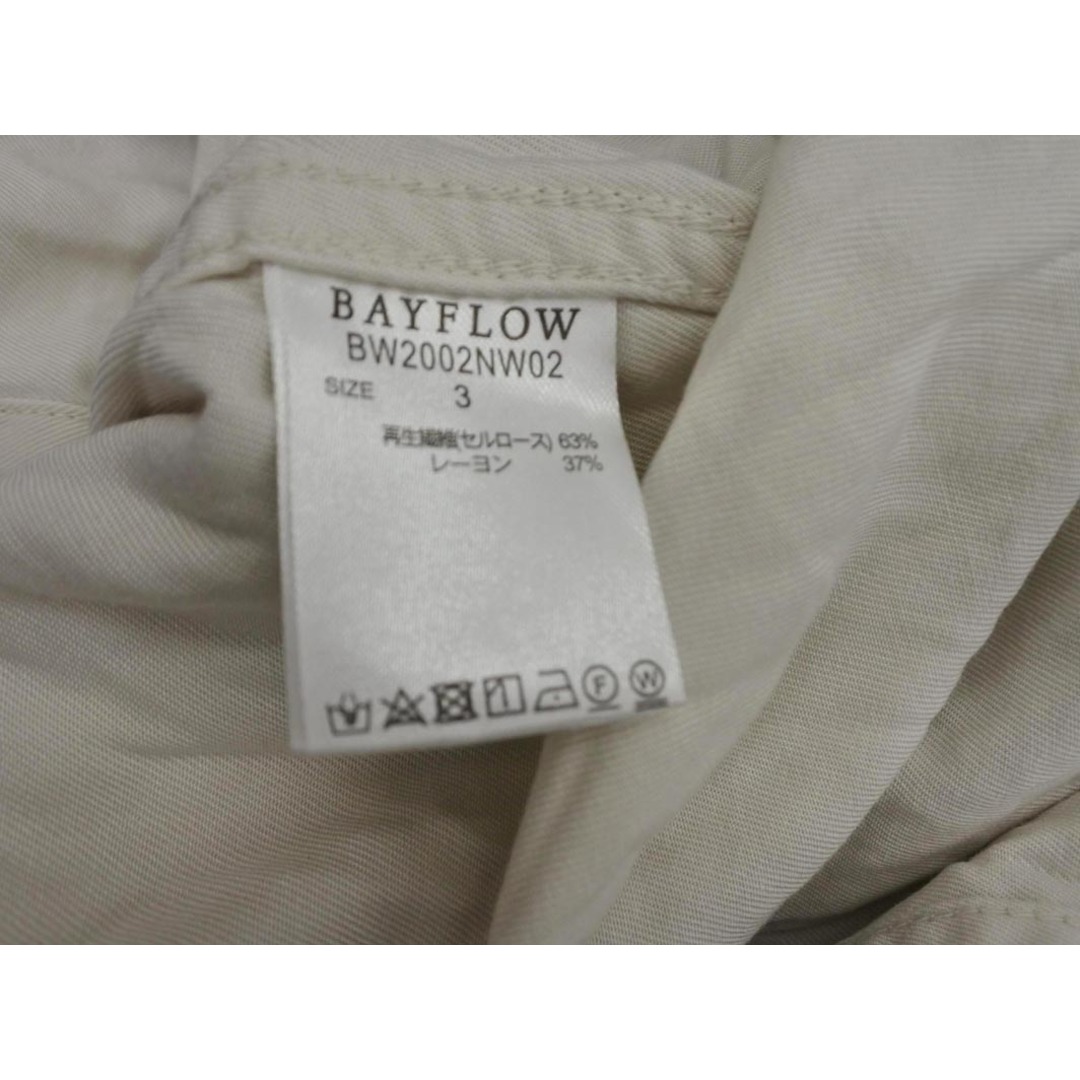 BAYFLOW
BW2002NW02
SIZE 3
再生繊維(セルロース) 63%
レーヨン 37%
F W